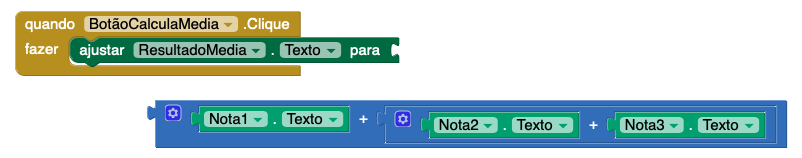 quando BotãoCalculaMedia .Clique
fazer ajustar ResultadoMedia . Texto para
Nota1 . Texto + Nota2 . Texto + Nota3 . Texto